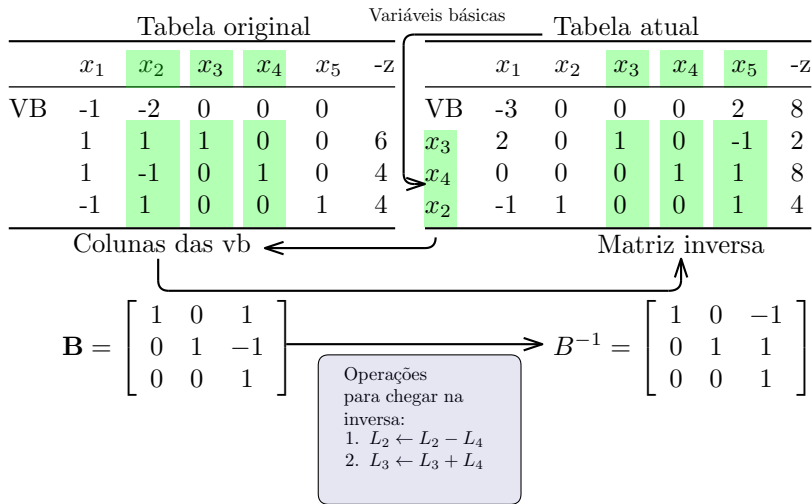 Variáveis básicas
Tabela original
x₁ x₂ x₃ x₄ x₅ -z
VB -1 -2 0 0 0
1 1 1 0 0 6
1 -1 0 1 0 4
-1 1 0 0 1 4
Colunas das vb
Tabela atual
x₁ x₂ x₃ x₄ x₅ -z
VB -3 0 0 0 2 8
x₃ 2 0 1 0 -1 2
x₄ 0 0 0 1 1 8
x₂ -1 1 0 0 1 4
Matriz inversa
B = [ 1 0 1
0 1 −1
0 0 1 ]
B⁻¹ = [ 1 0 −1
0 1 1
0 0 1 ]
Operações
para chegar na
inversa:
1. L₂ ← L₂ − L₄
2. L₃ ← L₃ + L₄